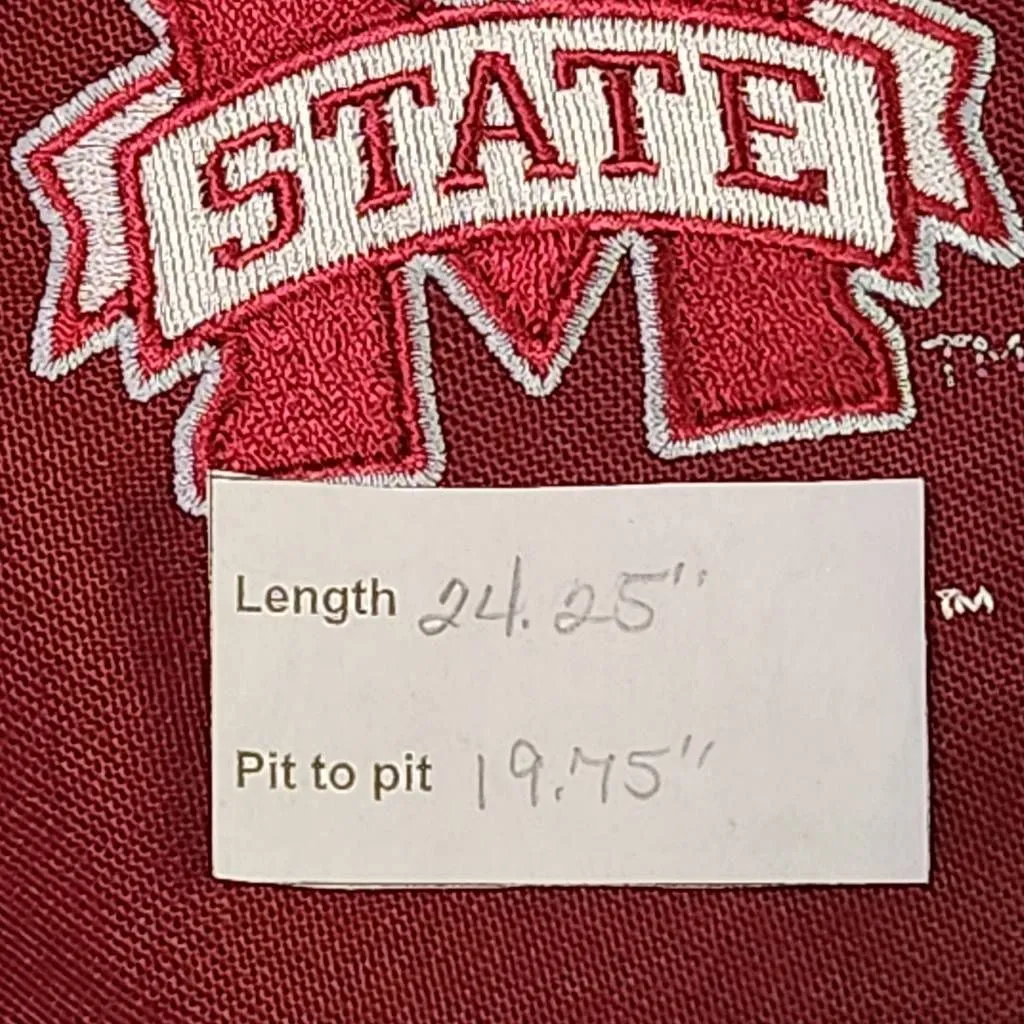 STATE
Length 24.25"
TM
Pit to pit 19.75"